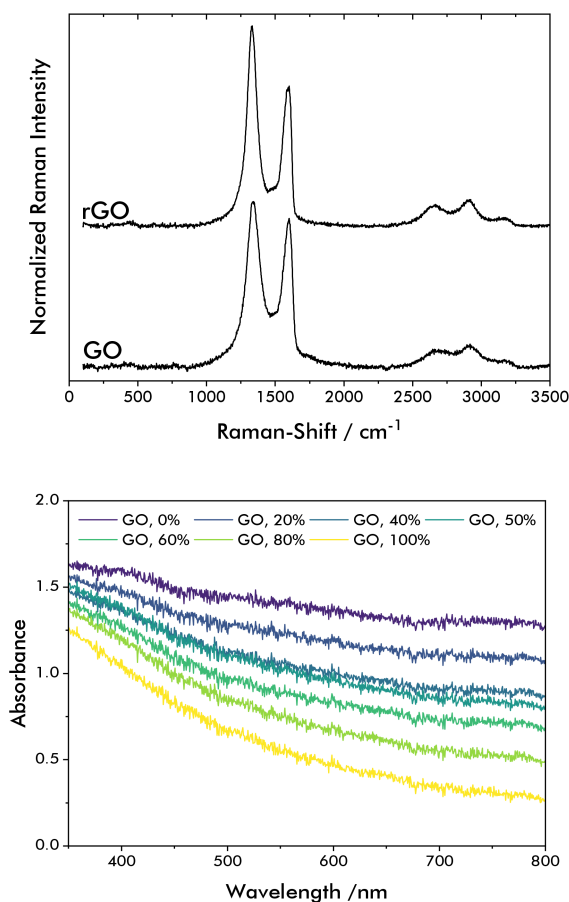 Normalized Raman Intensity
rGO
GO
0 500 1000 1500 2000 2500 3000 3500
Raman-Shift / cm-1
2.0
GO, 0% GO, 20% GO, 40% GO, 50%
GO, 60% GO, 80% GO, 100%
1.5
1.0
0.5
0.0
Absorbance
400 500 600 700 800
Wavelength /nm